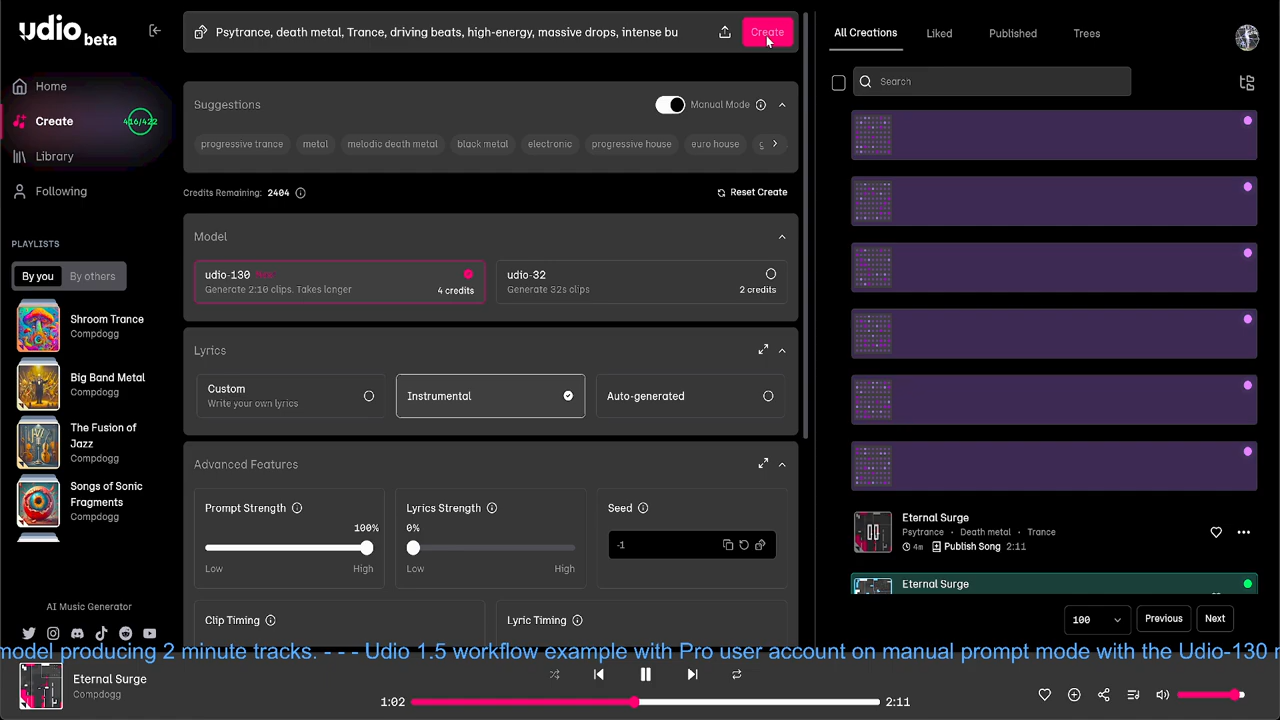 udio beta
Home
Create
416/422
Library
Following
PLAYLISTS
By you
By others
Shroom Trance
Compdogg
Big Band Metal
Compdogg
The Fusion of
Jazz
Compdogg
Songs of Sonic
Fragments
Compdogg
AI Music Generator
Psytrance, death metal, Trance, driving beats, high-energy, massive drops, intense bu
Create
Suggestions
Manual Mode
progressive trance
metal
melodic death metal
black metal
electronic
progressive house
euro house
g
Credits Remaining: 2404
Reset Create
Model
udio-130
Generate 2:10 clips. Takes longer
4 credits
udio-32
Generate 32s clips
2 credits
Lyrics
Custom
Write your own lyrics
Instrumental
Auto-generated
Advanced Features
Prompt Strength
100%
Low
High
Lyrics Strength
0%
Low
High
Seed
-1
Clip Timing
Lyric Timing
All Creations
Liked
Published
Trees
Search
Eternal Surge
Psytrance • Death metal • Trance
4m Publish Song 2:11
Eternal Surge
100
Previous
Next
model producing 2 minute tracks. - - - Udio 1.5 workflow example with Pro user account on manual prompt mode with the Udio-130
Eternal Surge
Compdogg
1:02
2:11